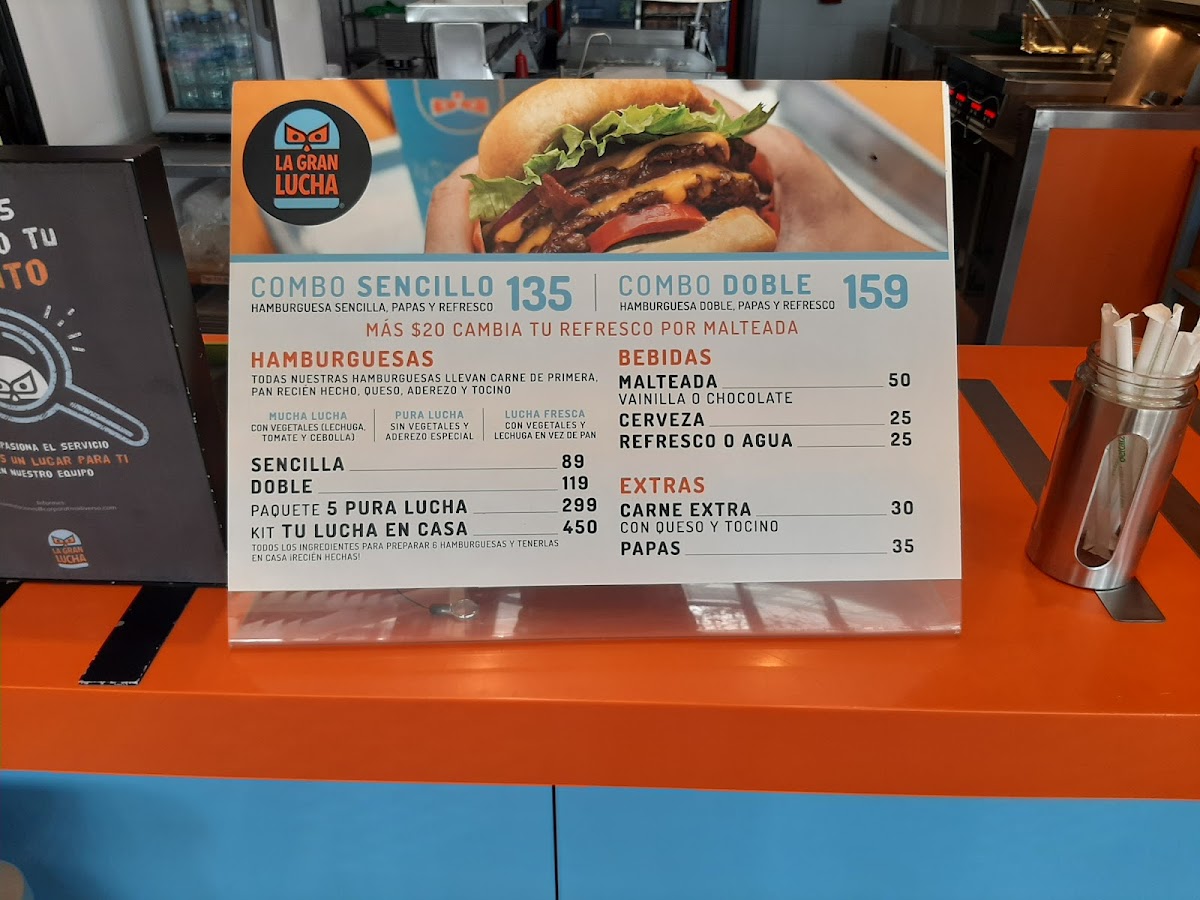 LA GRAN
LUCHA
COMBO SENCILLO 135
HAMBURGUESA SENCILLA, PAPAS Y REFRESCO
COMBO DOBLE 159
HAMBURGUESA DOBLE, PAPAS Y REFRESCO
MÁS $20 CAMBIA TU REFRESCO POR MALTEADA
HAMBURGUESAS
TODAS NUESTRAS HAMBURGUESAS LLEVAN CARNE DE PRIMERA,
PAN RECIÉN HECHO, QUESO, ADEREZO Y TOCINO
MUCHA LUCHA
CON VEGETALES (LECHUGA,
TOMATE Y CEBOLLA)
PURA LUCHA
SIN VEGETALES Y
ADEREZO ESPECIAL
LUCHA FRESCA
CON VEGETALES Y
LECHUGA EN VEZ DE PAN
SENCILLA 89
DOBLE 119
PAQUETE 5 PURA LUCHA 299
KIT TU LUCHA EN CASA 450
TODOS LOS INGREDIENTES PARA PREPARAR 6 HAMBURGUESAS Y TENERLAS
EN CASA ¡RECIÉN HECHAS!
BEBIDAS
MALTEADA 50
VAINILLA O CHOCOLATE
CERVEZA 25
REFRESCO O AGUA 25
EXTRAS
CARNE EXTRA 30
CON QUESO Y TOCINO
PAPAS 35
S
O TU
ITO
PASIONA EL SERVICIO
S UN LUGAR PARA TI
EN NUESTRO EQUIPO
LA GRAN
LUCHA